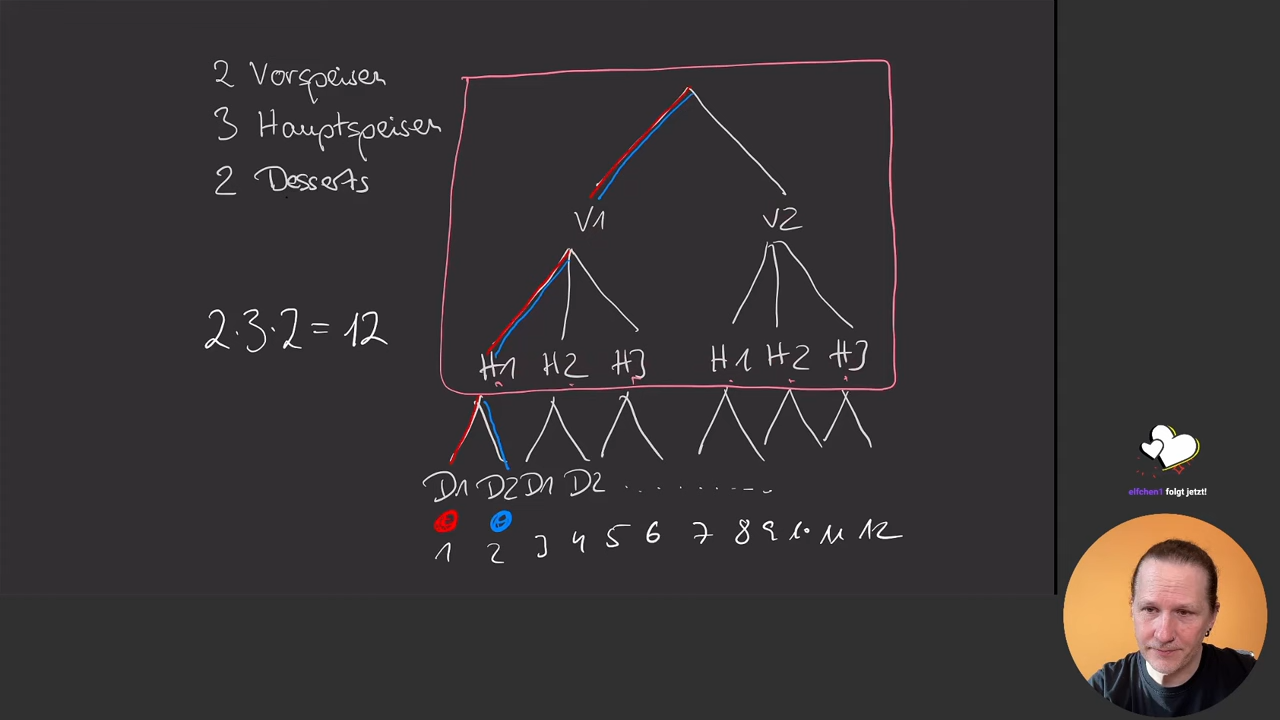 2 Vorspeisen
3 Hauptspeisen
2 Desserts
2·3·2 = 12
V1 V2
H1 H2 H3 H1 H2 H3
D1 D2 D1 D2 . . . . . . . . .
1 2 3 4 5 6 7 8 9 10 11 12
elfchen1 folgt jetzt!